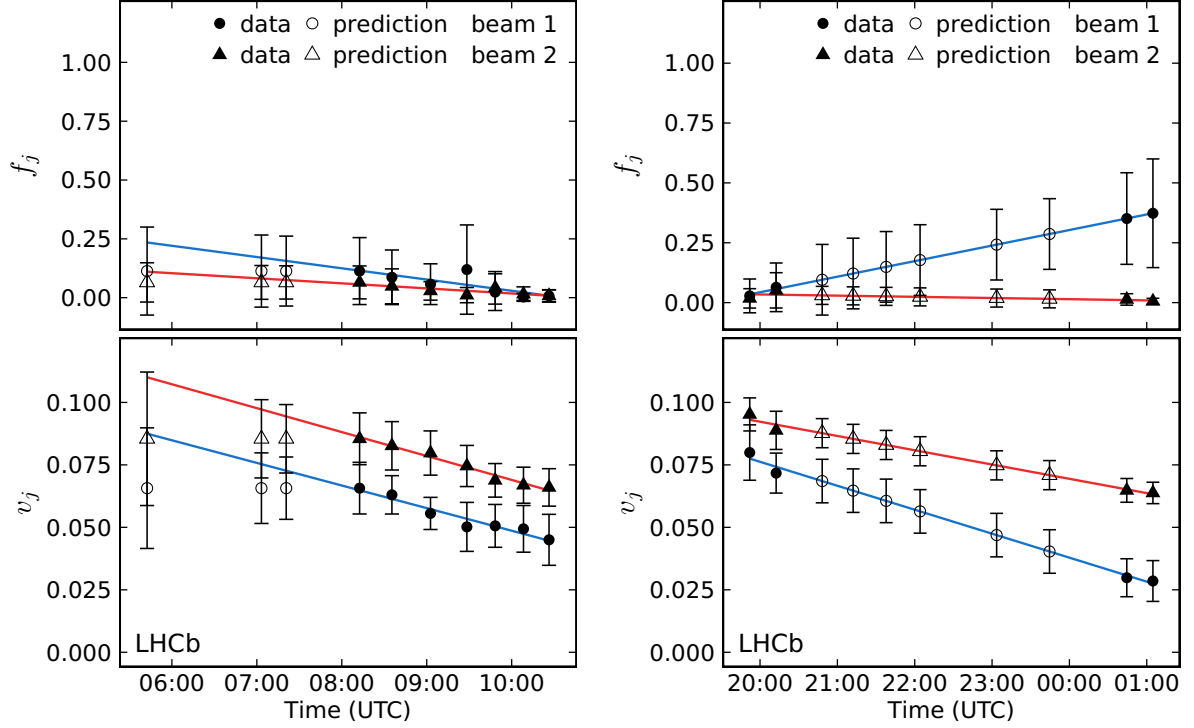 ● data ○ prediction beam 1
▲ data △ prediction beam 2
1.00
0.75
0.50
0.25
0.00
f_j
● data ○ prediction beam 1
▲ data △ prediction beam 2
1.00
0.75
0.50
0.25
0.00
f_j
0.100
0.075
0.050
0.025
0.000
v_j
LHCb
06:00 07:00 08:00 09:00 10:00
Time (UTC)
0.100
0.075
0.050
0.025
0.000
v_j
LHCb
20:00 21:00 22:00 23:00 00:00 01:00
Time (UTC)